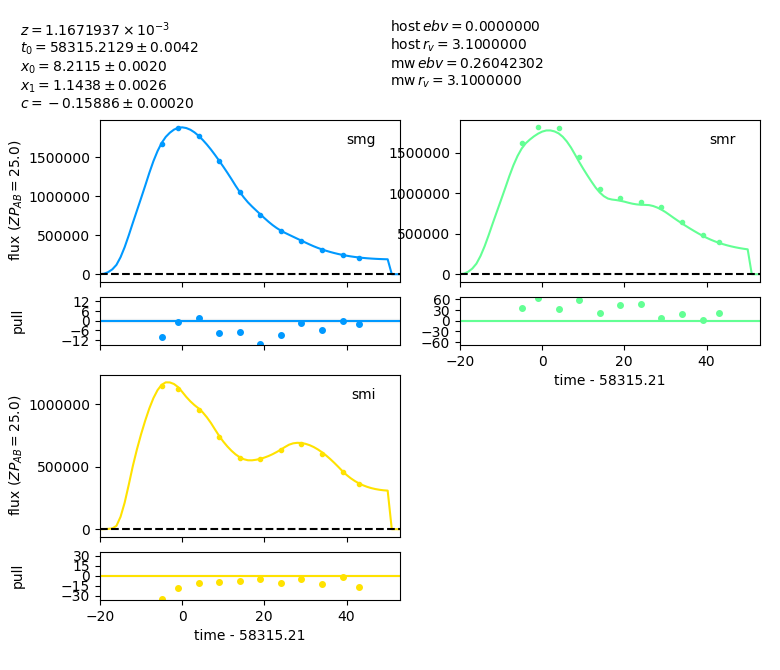 z = 1.1671937 × 10⁻³
t₀ = 58315.2129 ± 0.0042
x₀ = 8.2115 ± 0.0020
x₁ = 1.1438 ± 0.0026
c = −0.15886 ± 0.00020
host ebv = 0.0000000
host r_v = 3.1000000
mw ebv = 0.26042302
mw r_v = 3.1000000
smg
flux (ZP_AB = 25.0)
1500000
1000000
500000
0
pull
12
6
0
−6
−12
smr
1500000
1000000
500000
0
60
30
0
−30
−60
−20 0 20 40
time - 58315.21
smi
flux (ZP_AB = 25.0)
1000000
500000
0
pull
30
15
0
−15
−30
−20 0 20 40
time - 58315.21